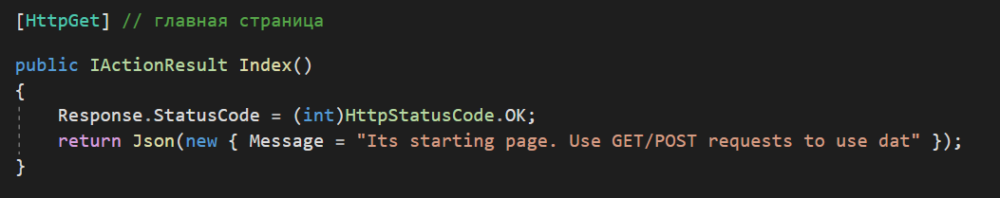 [HttpGet] // главная страница
public IActionResult Index()
{
Response.StatusCode = (int)HttpStatusCode.OK;
return Json(new { Message = "Its starting page. Use GET/POST requests to use dat" });
}